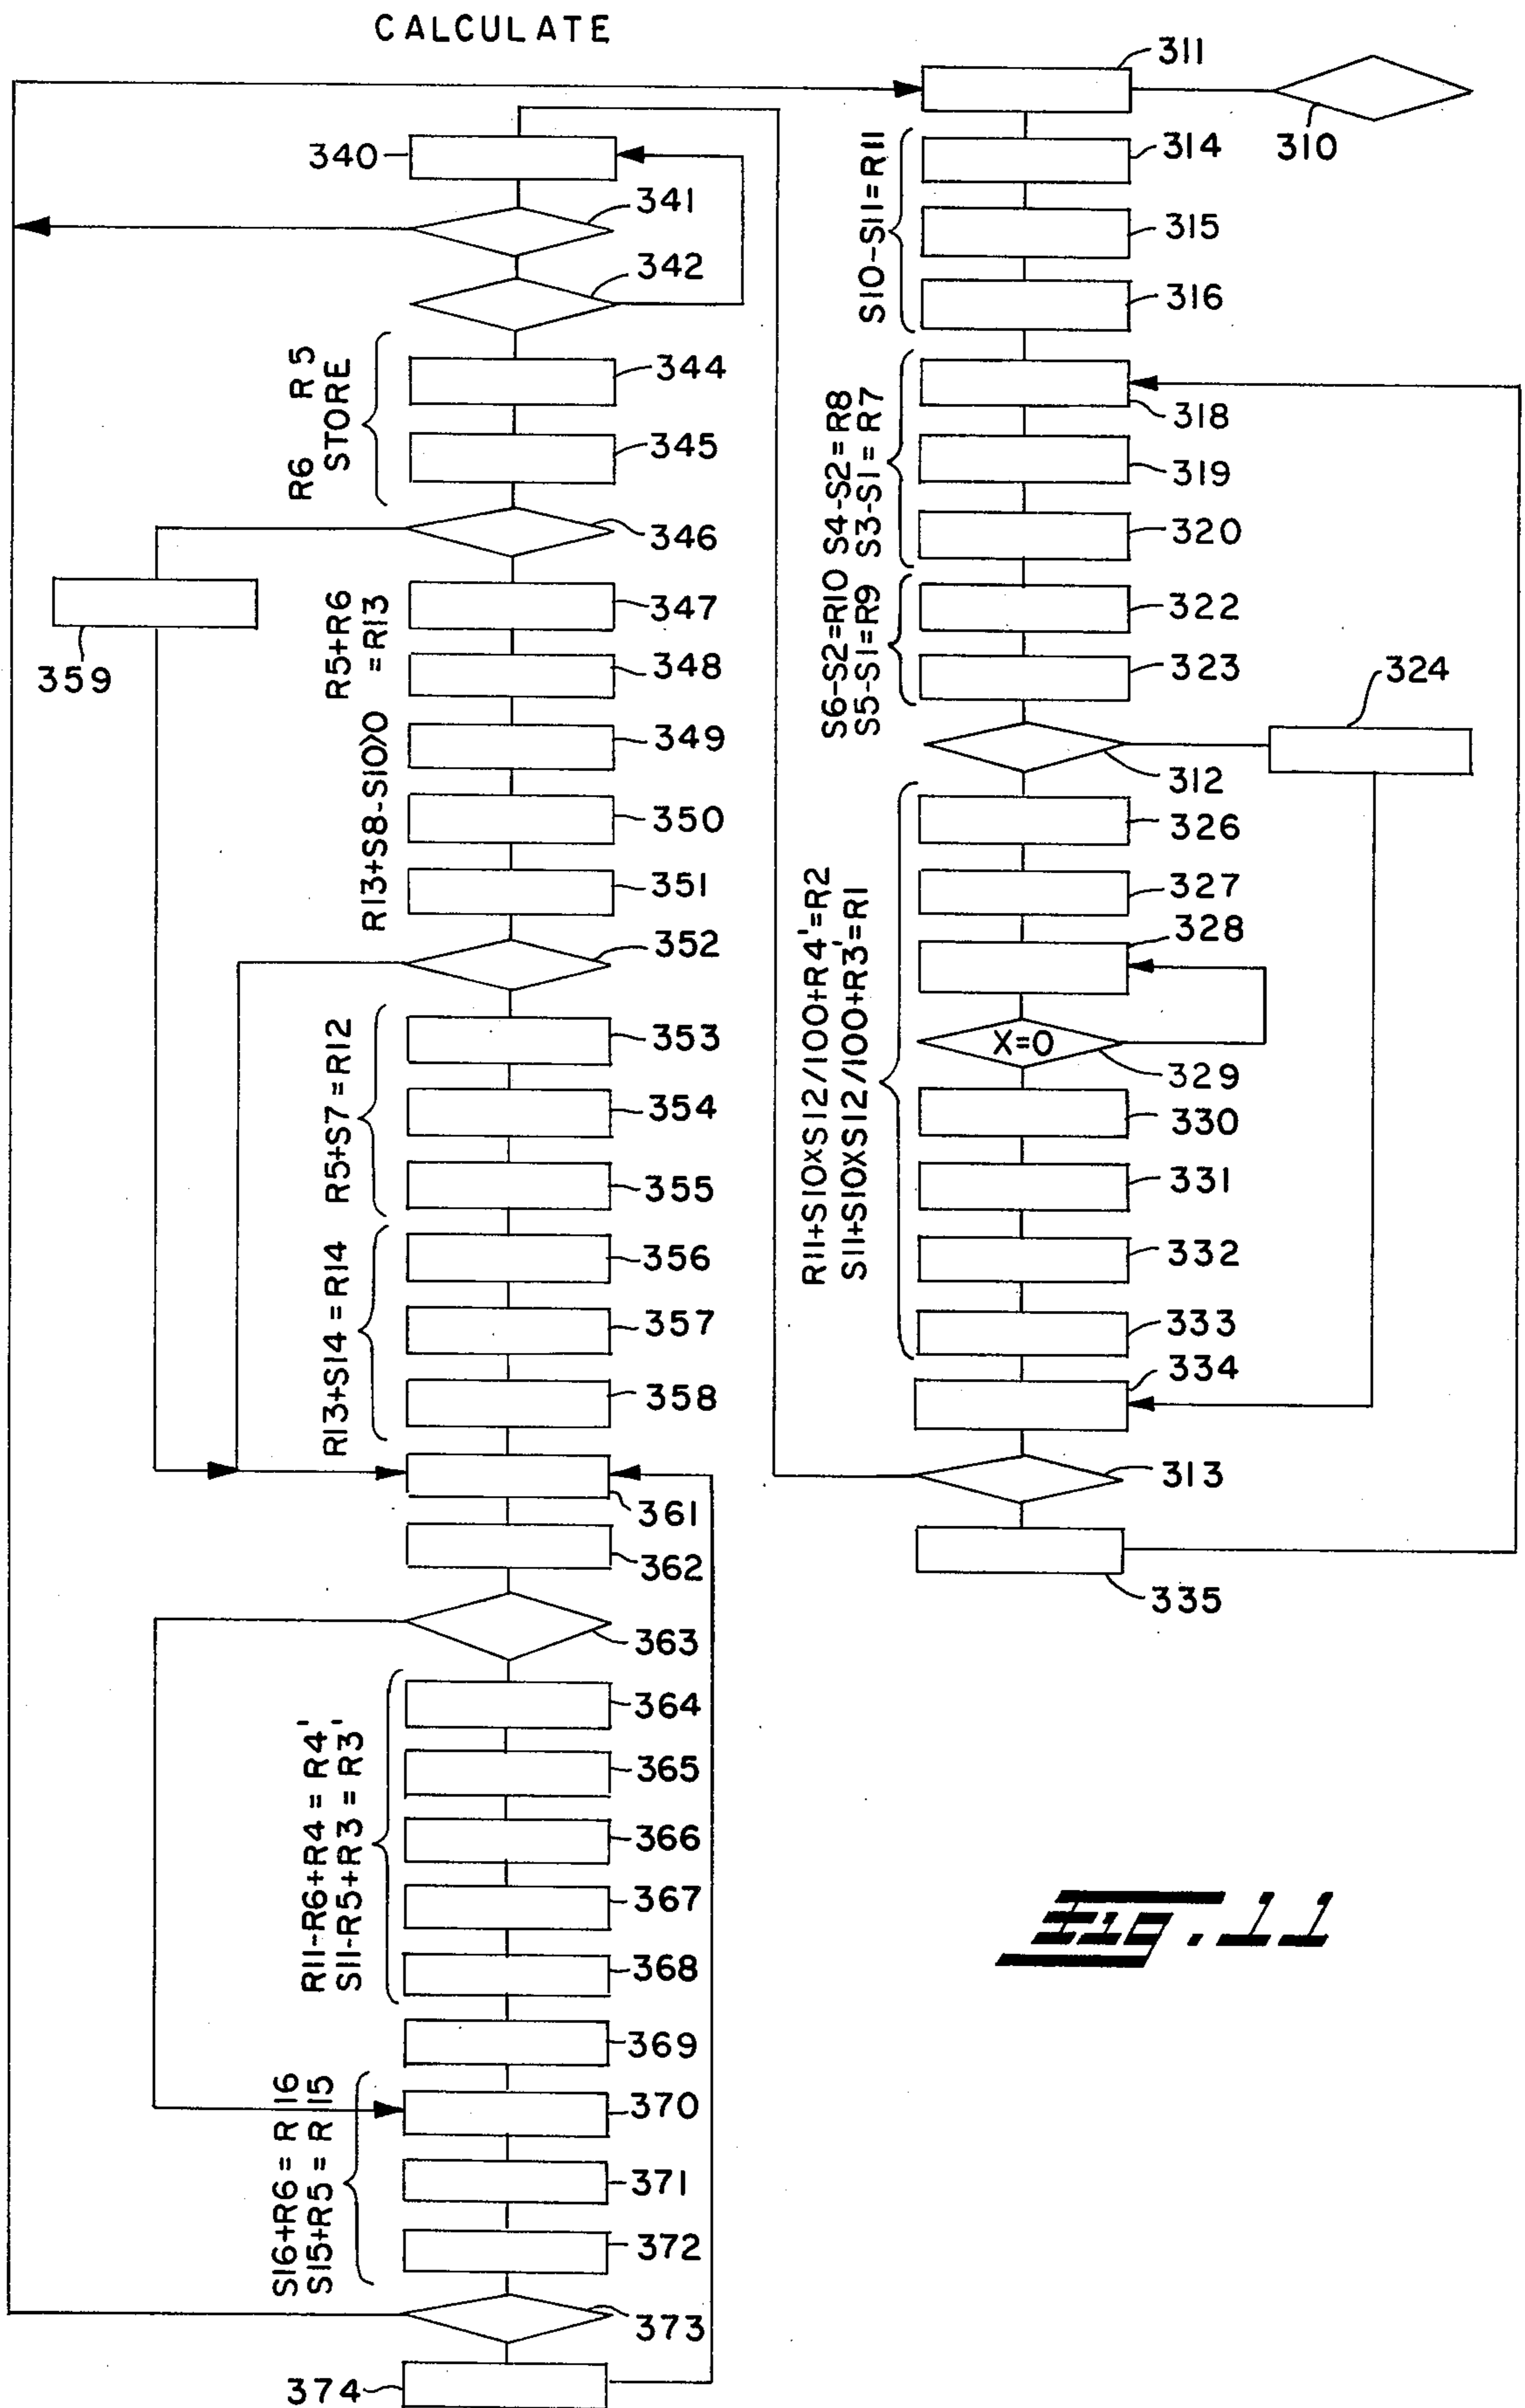 CALCULATE
311
310
314
315
316
S10-S11=R11
318
319
320
S4-S2=R8
S3-S1=R7
322
323
S6-S2=R10
S5-S1=R9
324
312
326
327
328
X=0
329
330
331
332
333
R11+S10XS12/100+R4'=R2
S11+S10XS12/100+R3'=R1
334
313
335
340
341
342
344
345
R6 R5
STORE
346
359
347
348
349
350
351
R5+R6
=R13
R13+S8-S10>0
352
353
354
355
R5+S7=R12
356
357
358
R13+S14=R14
361
362
363
364
365
366
367
368
R11-R6+R4=R4'
S11-R5+R3=R3'
369
370
371
372
S16+R6=R16
S15+R5=R15
373
374
Fig. 11